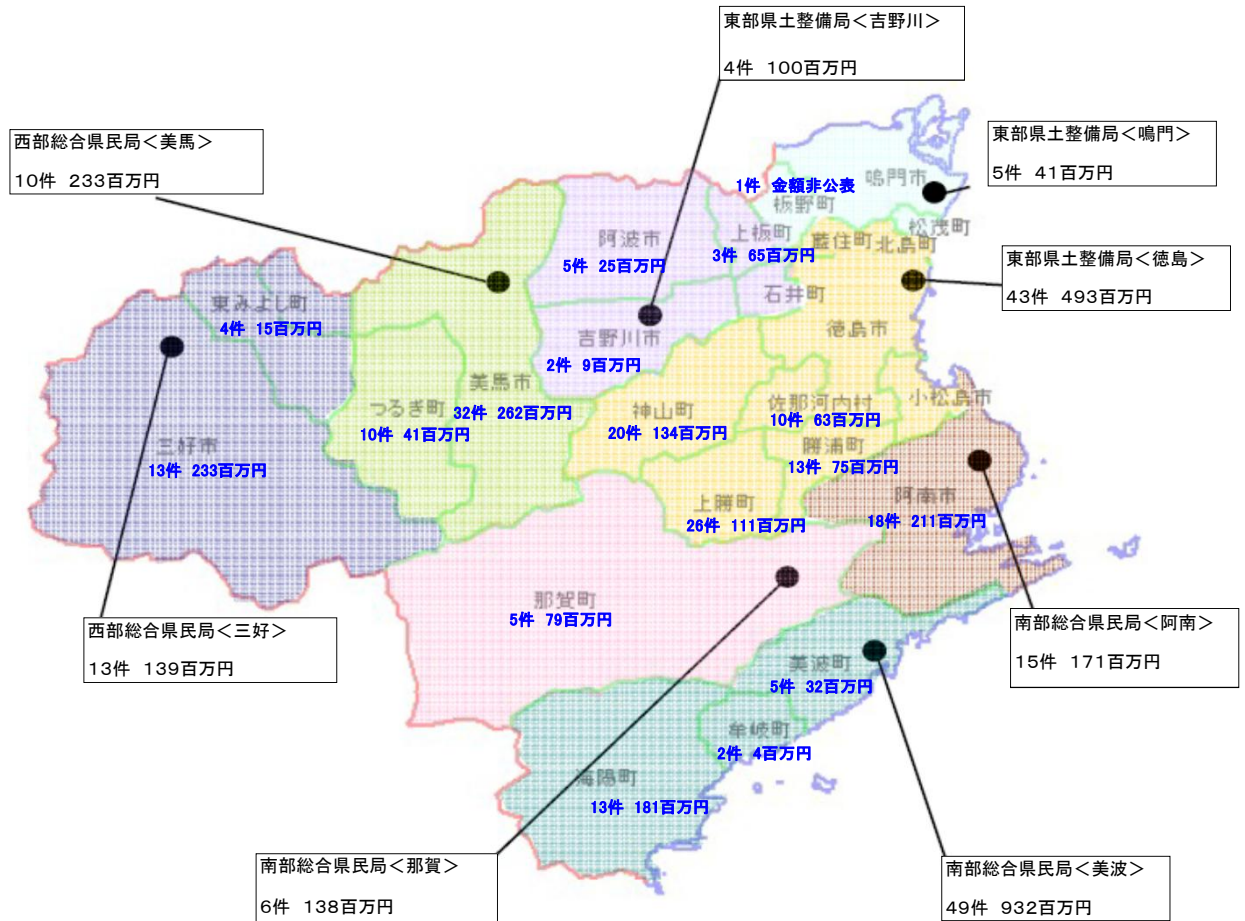 東部県土整備局＜吉野川＞
4件 100百万円
西部総合県民局＜美馬＞
10件 233百万円
東部県土整備局＜鳴門＞
5件 41百万円
鳴門市
1件 金額非公表
板野町
松茂町
上板町
3件 65百万円
藍住町
北島町
阿波市
5件 25百万円
東部県土整備局＜徳島＞
43件 493百万円
石井町
東みよし町
4件 15百万円
吉野川市
2件 9百万円
徳島市
美馬市
32件 262百万円
つるぎ町
10件 41百万円
神山町
20件 134百万円
佐那河内村
10件 63百万円
小松島市
三好市
13件 233百万円
勝浦町
13件 75百万円
上勝町
26件 111百万円
阿南市
18件 211百万円
那賀町
5件 79百万円
西部総合県民局＜三好＞
13件 139百万円
南部総合県民局＜阿南＞
15件 171百万円
美波町
5件 32百万円
牟岐町
2件 4百万円
海陽町
13件 181百万円
南部総合県民局＜那賀＞
6件 138百万円
南部総合県民局＜美波＞
49件 932百万円